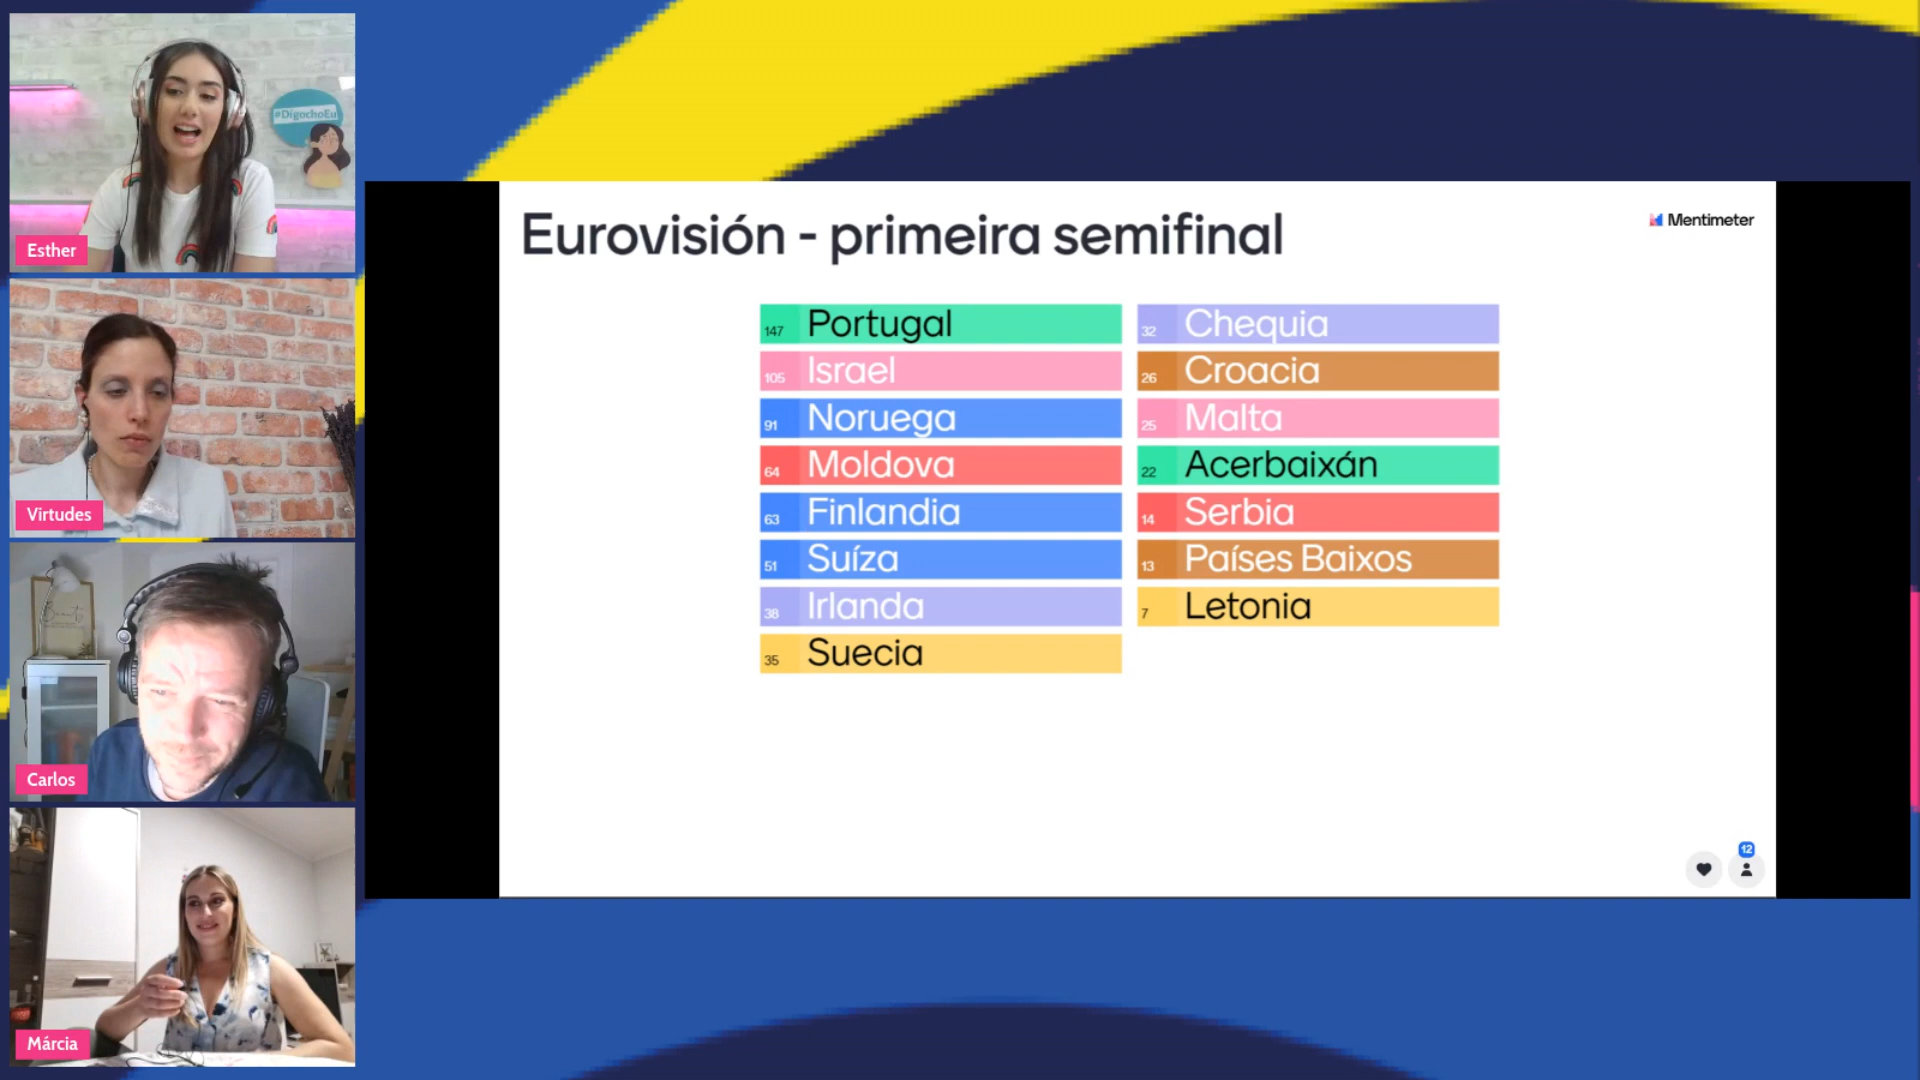 #DígochoEu
Esther
Virtudes
Carlos
Márcia
Eurovisión - primeira semifinal
Mentimeter
147 Portugal
105 Israel
91 Noruega
64 Moldova
63 Finlandia
51 Suíza
38 Irlanda
35 Suecia
32 Chequia
26 Croacia
25 Malta
22 Acerbaixán
14 Serbia
13 Países Baixos
7 Letonia
12